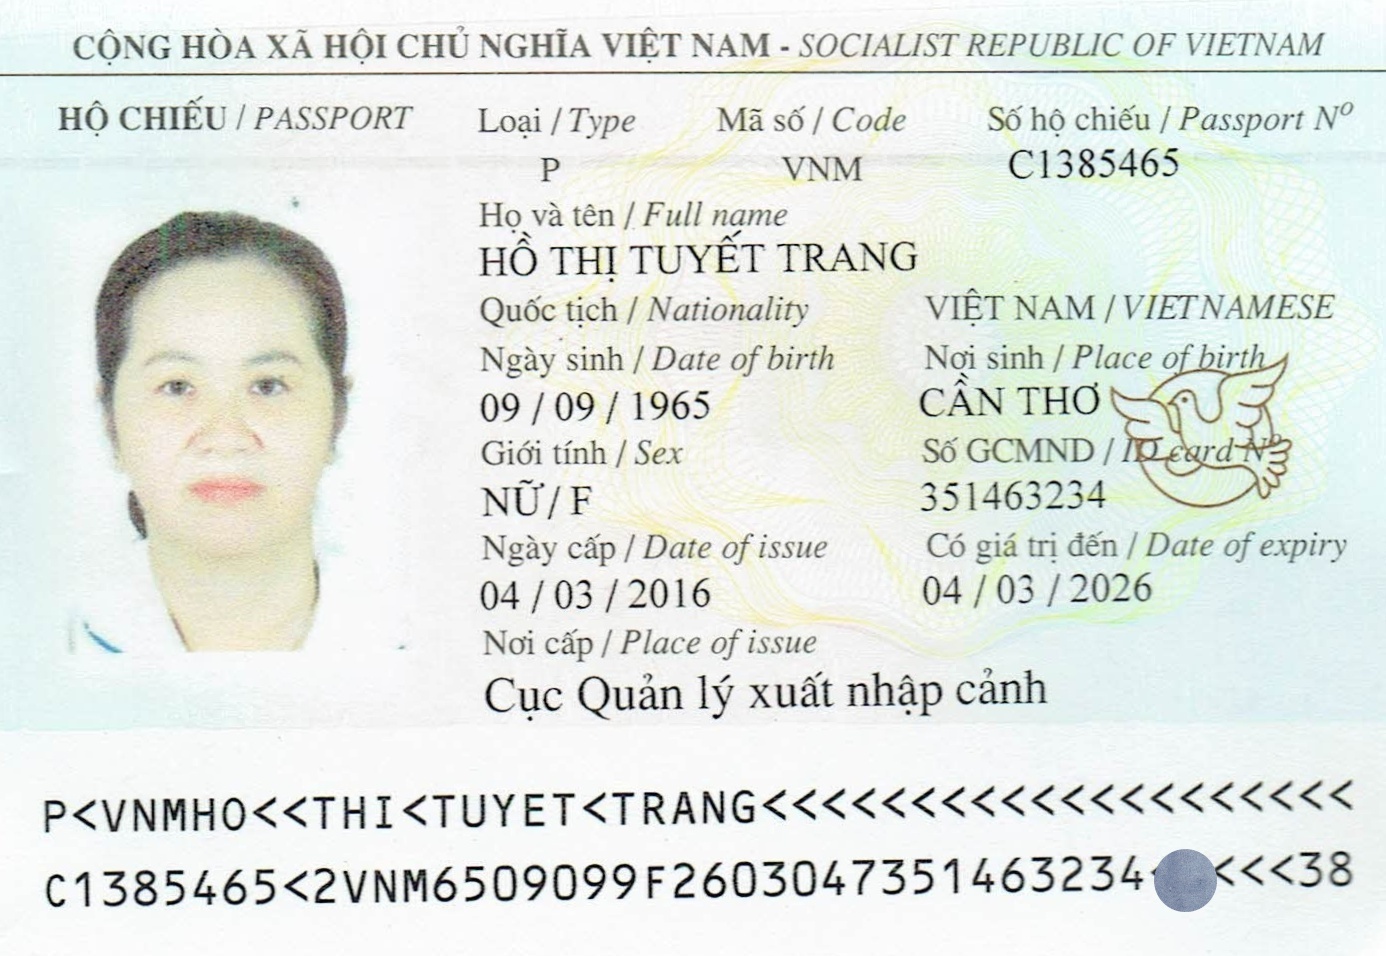 CỘNG HÒA XÃ HỘI CHỦ NGHĨA VIỆT NAM - SOCIALIST REPUBLIC OF VIETNAM
HỘ CHIẾU / PASSPORT
Loại / Type Mã số / Code Số hộ chiếu / Passport Nº
P VNM C1385465
Họ và tên / Full name
HỒ THỊ TUYẾT TRANG
Quốc tịch / Nationality VIỆT NAM / VIETNAMESE
Ngày sinh / Date of birth Nơi sinh / Place of birth
09 / 09 / 1965 CẦN THƠ
Giới tính / Sex Số GCMND / ID card Nº
NỮ / F 351463234
Ngày cấp / Date of issue Có giá trị đến / Date of expiry
04 / 03 / 2016 04 / 03 / 2026
Nơi cấp / Place of issue
Cục Quản lý xuất nhập cảnh
P<VNMHO<<THI<TUYET<TRANG<<<<<<<<<<<<<<<<<<<<
C1385465<2VNM6509099F2603047351463234< <<<38